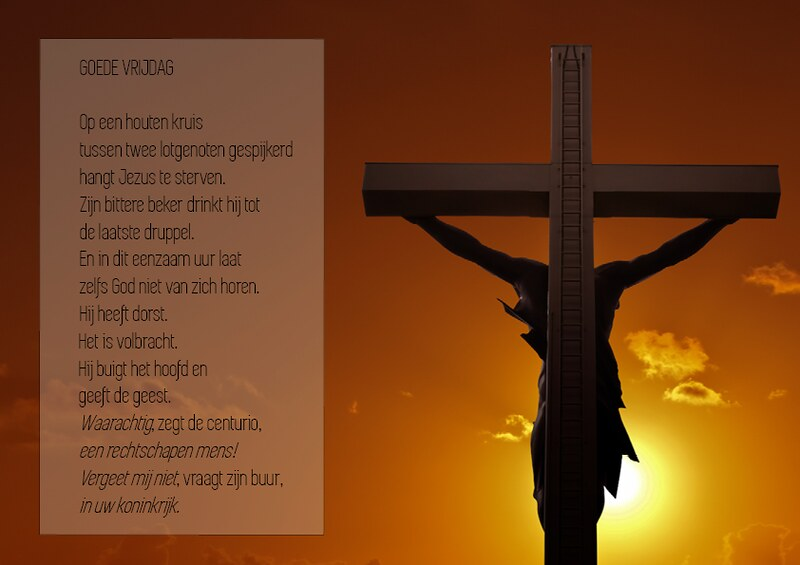 GOEDE VRIJDAG
Op een houten kruis
tussen twee lotgenoten gespijkerd
hangt Jezus te sterven.
Zijn bittere beker drinkt hij tot
de laatste druppel.
En in dit eenzaam uur laat
zelfs God niet van zich horen.
Hij heeft dorst.
Het is volbracht.
Hij buigt het hoofd en
geeft de geest.
Waarachtig, zegt de centurio,
een rechtschapen mens!
Vergeet mij niet, vraagt zijn buur,
in uw koninkrijk.